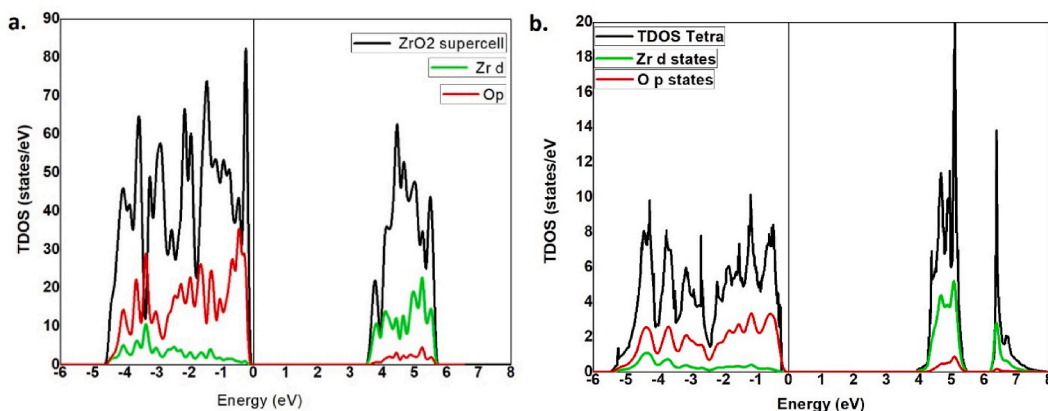 a.
90
80
70
60
50
40
30
20
10
0
TDOS (states/eV)
ZrO2 supercell
Zr d
Op
-6 -5 -4 -3 -2 -1 0 1 2 3 4 5 6 7 8
Energy (eV)
b.
20
18
16
14
12
10
8
6
4
2
0
TDOS (states/eV
TDOS Tetra
Zr d states
O p states
-6 -5 -4 -3 -2 -1 0 1 2 3 4 5 6 7 8
Energy (eV)